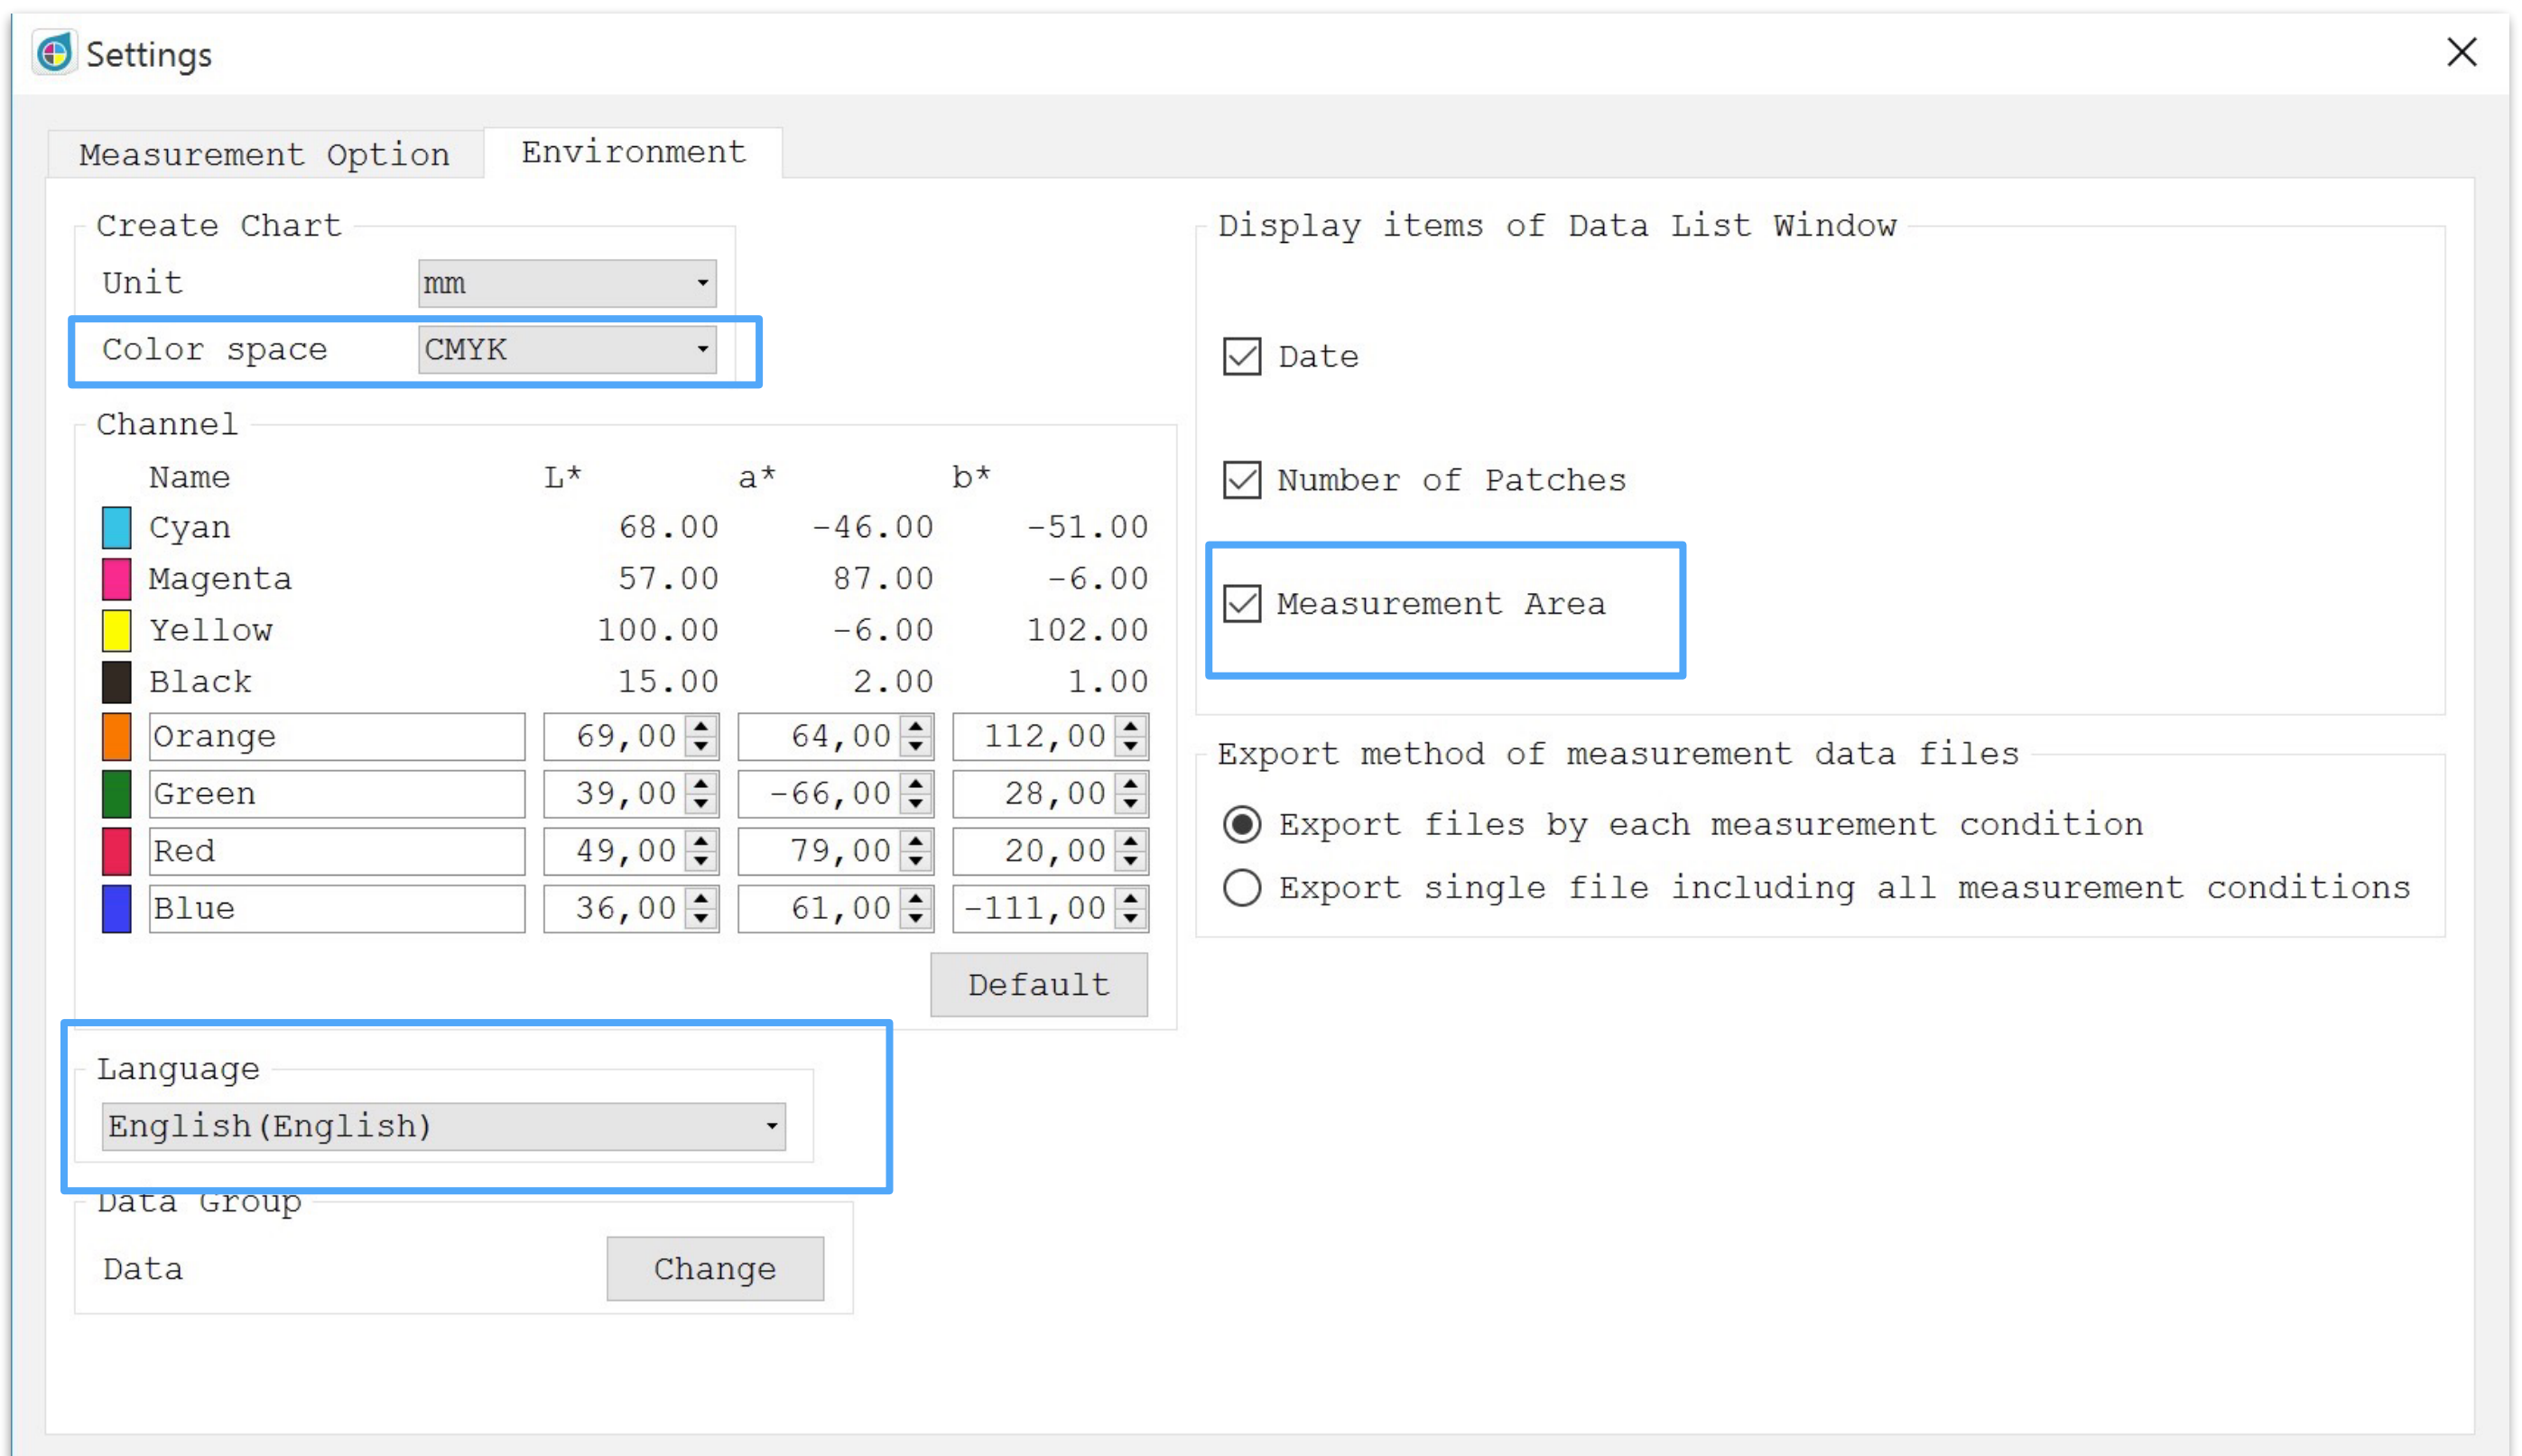 Settings
Measurement Option Environment
Create Chart
Unit mm
Color space CMYK
Channel
Name L* a* b*
Cyan 68.00 -46.00 -51.00
Magenta 57.00 87.00 -6.00
Yellow 100.00 -6.00 102.00
Black 15.00 2.00 1.00
Orange 69,00 64,00 112,00
Green 39,00 -66,00 28,00
Red 49,00 79,00 20,00
Blue 36,00 61,00 -111,00
Default
Language
English(English)
Data Group
Data Change
Display items of Data List Window
Date
Number of Patches
Measurement Area
Export method of measurement data files
Export files by each measurement condition
Export single file including all measurement conditions